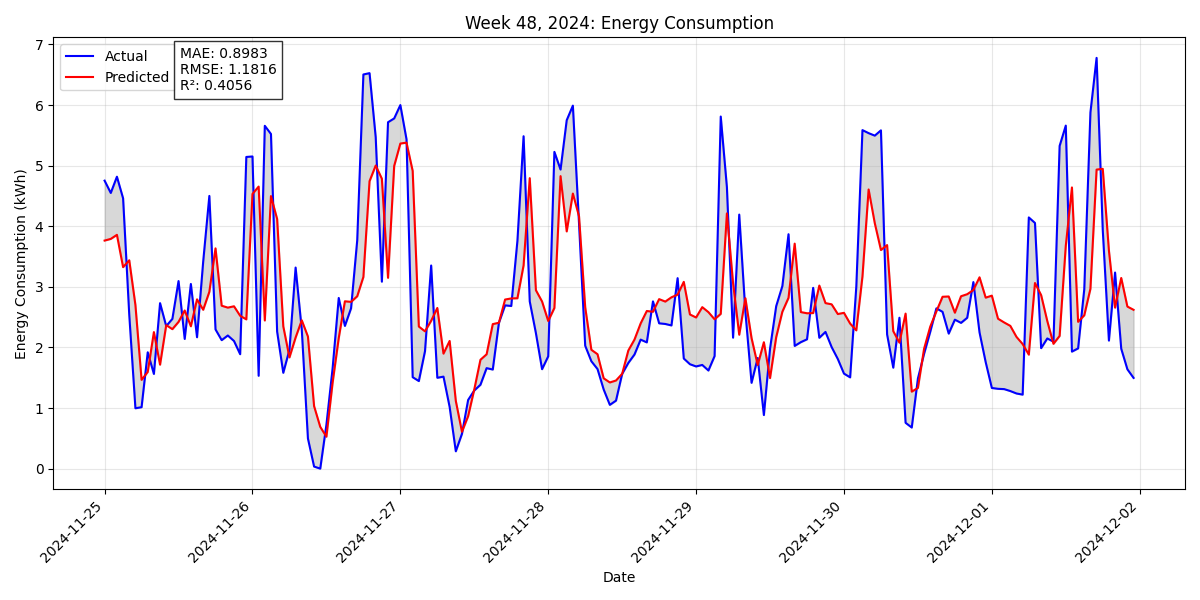 Week 48, 2024: Energy Consumption
Actual
Predicted
MAE: 0.8983
RMSE: 1.1816
R²: 0.4056
Energy Consumption (kWh)
7
6
5
4
3
2
1
0
2024-11-25
2024-11-26
2024-11-27
2024-11-28
2024-11-29
2024-11-30
2024-12-01
2024-12-02
Date